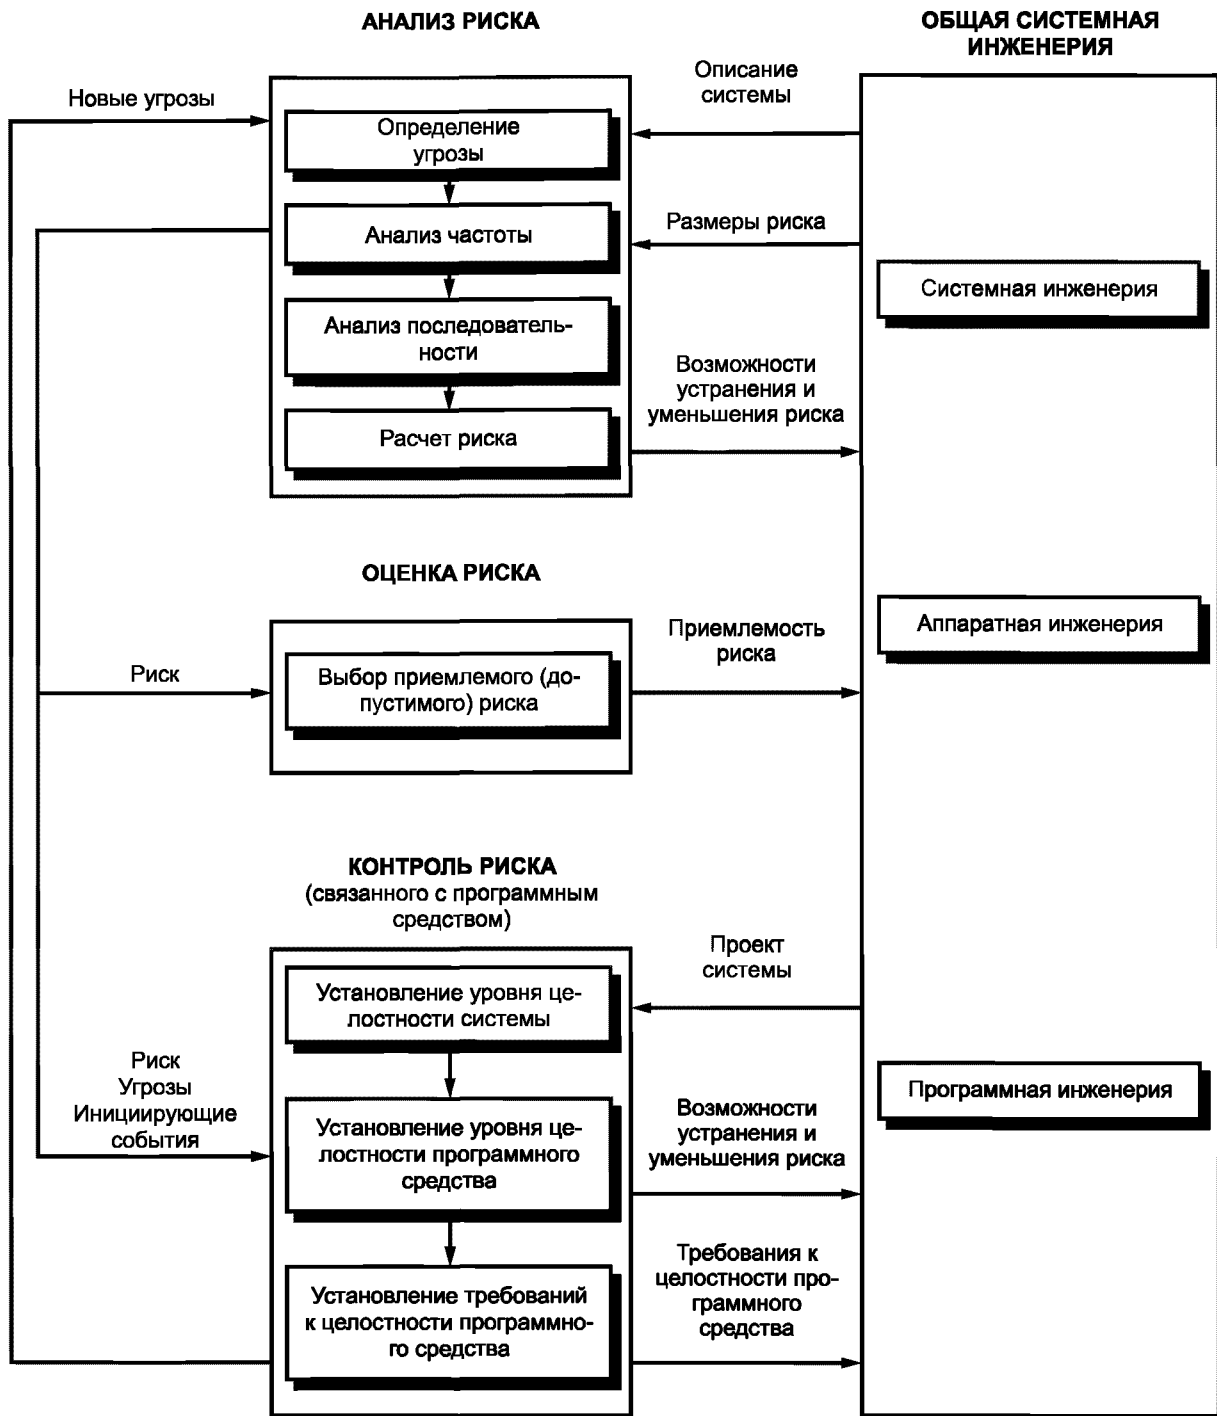 АНАЛИЗ РИСКА
ОБЩАЯ СИСТЕМНАЯ
ИНЖЕНЕРИЯ
Новые угрозы
Описание
системы
Определение
угрозы
Анализ частоты
Размеры риска
Системная инженерия
Анализ последователь-
ности
Возможности
устранения и
уменьшения риска
Расчет риска
ОЦЕНКА РИСКА
Аппаратная инженерия
Приемлемость
риска
Риск
Выбор приемлемого (до-
пустимого) риска
КОНТРОЛЬ РИСКА
(связанного с программным
средством)
Проект
системы
Установление уровня це-
лостности системы
Риск
Угрозы
Инициирующие
события
Программная инженерия
Установление уровня це-
лостности программного
средства
Возможности
устранения и
уменьшения риска
Требования к
целостности про-
граммного
средства
Установление требований
к целостности программно-
го средства